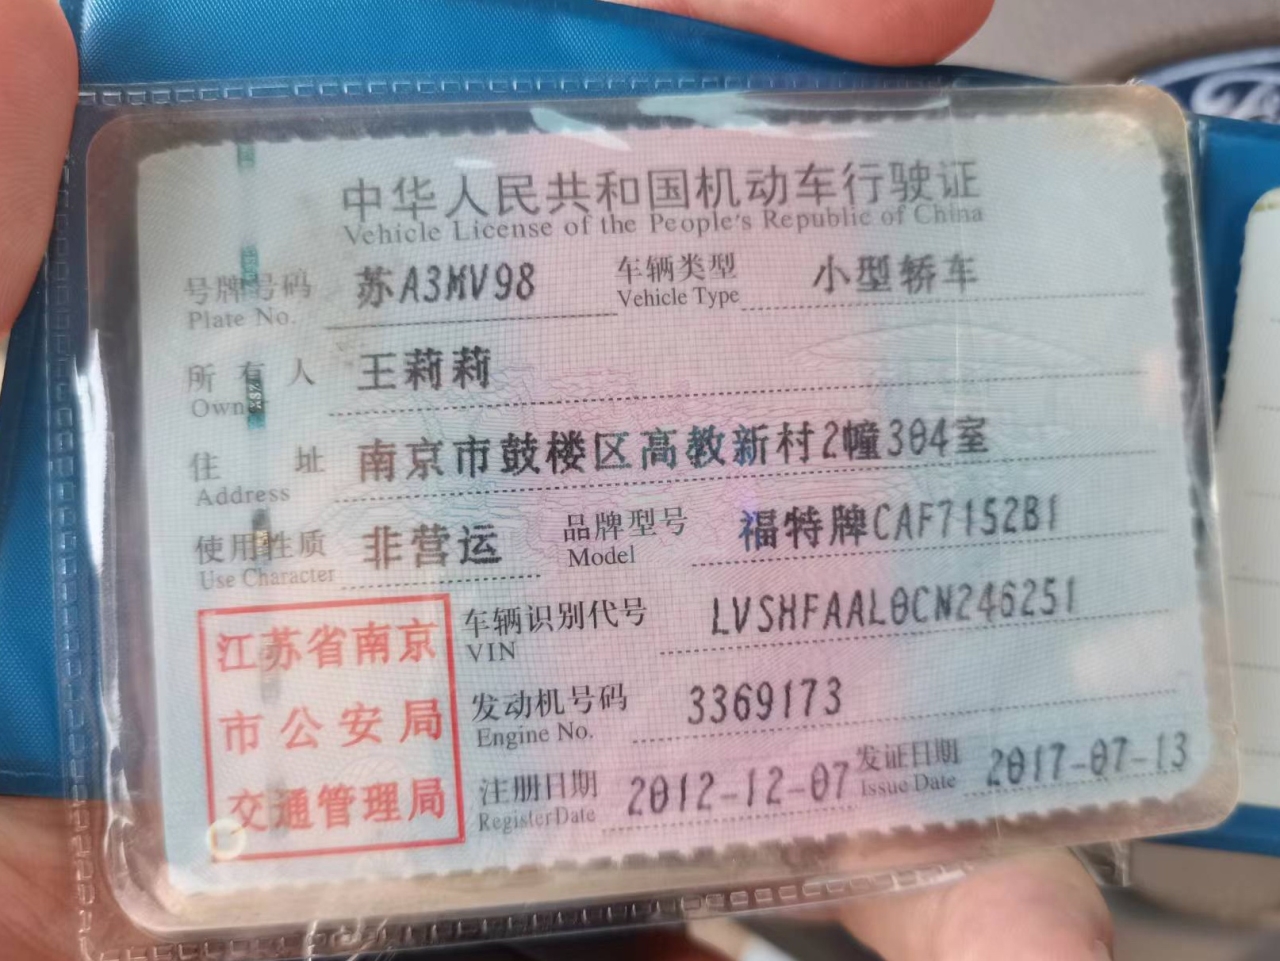 中华人民共和国机动车行驶证
Vehicle License of the People's Republic of China
号牌号码 苏A3MV98 车辆类型 小型轿车
Plate No. Vehicle Type
所有人 王莉莉
Owne
住址 南京市鼓楼区高教新村2幢304室
Address
使用性质 非营运 品牌型号 福特牌CAF7152B1
Use Character Model
江苏省南京
市公安局
交通管理局
车辆识别代号 LVSHFAAL0CN246251
VIN
发动机号码 3369173
Engine No.
注册日期 2012-12-07 发证日期 2017-07-13
Register Date Issue Date